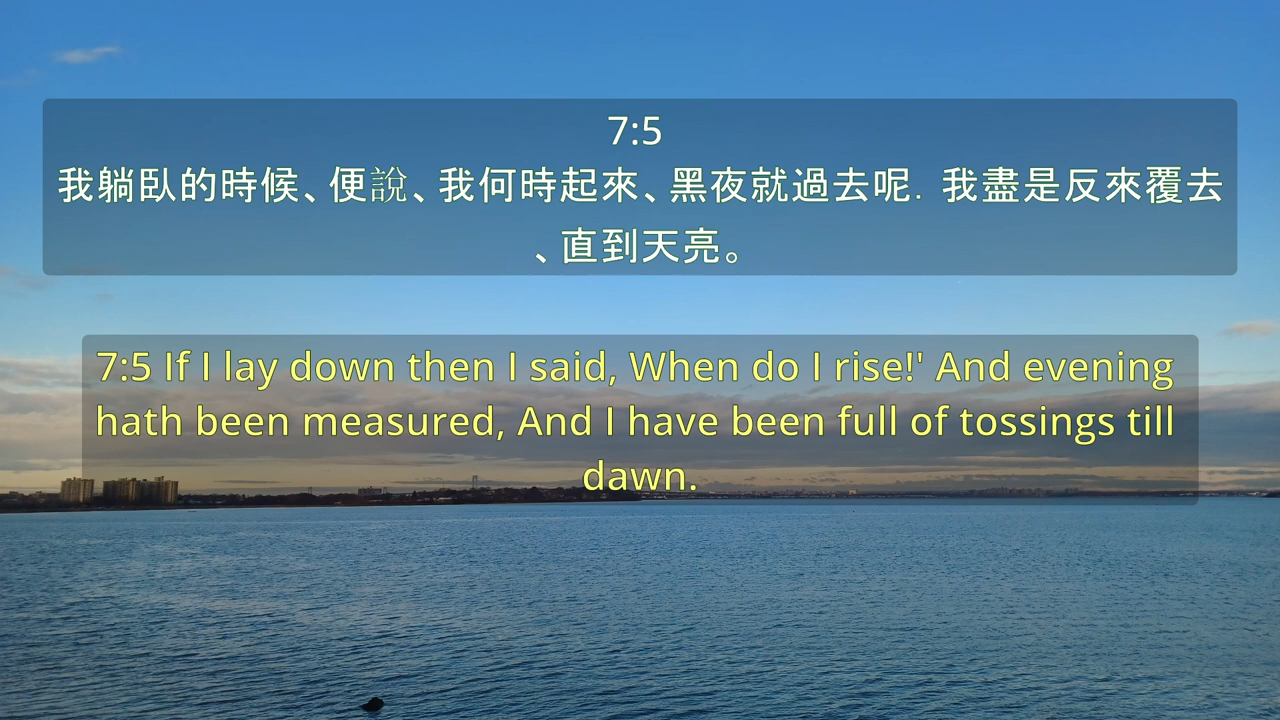 7:5
我躺臥的時候、便說、我何時起來、黑夜就過去呢. 我盡是反來覆去
、直到天亮。
7:5 If I lay down then I said, When do I rise!' And evening
hath been measured, And I have been full of tossings till
dawn.